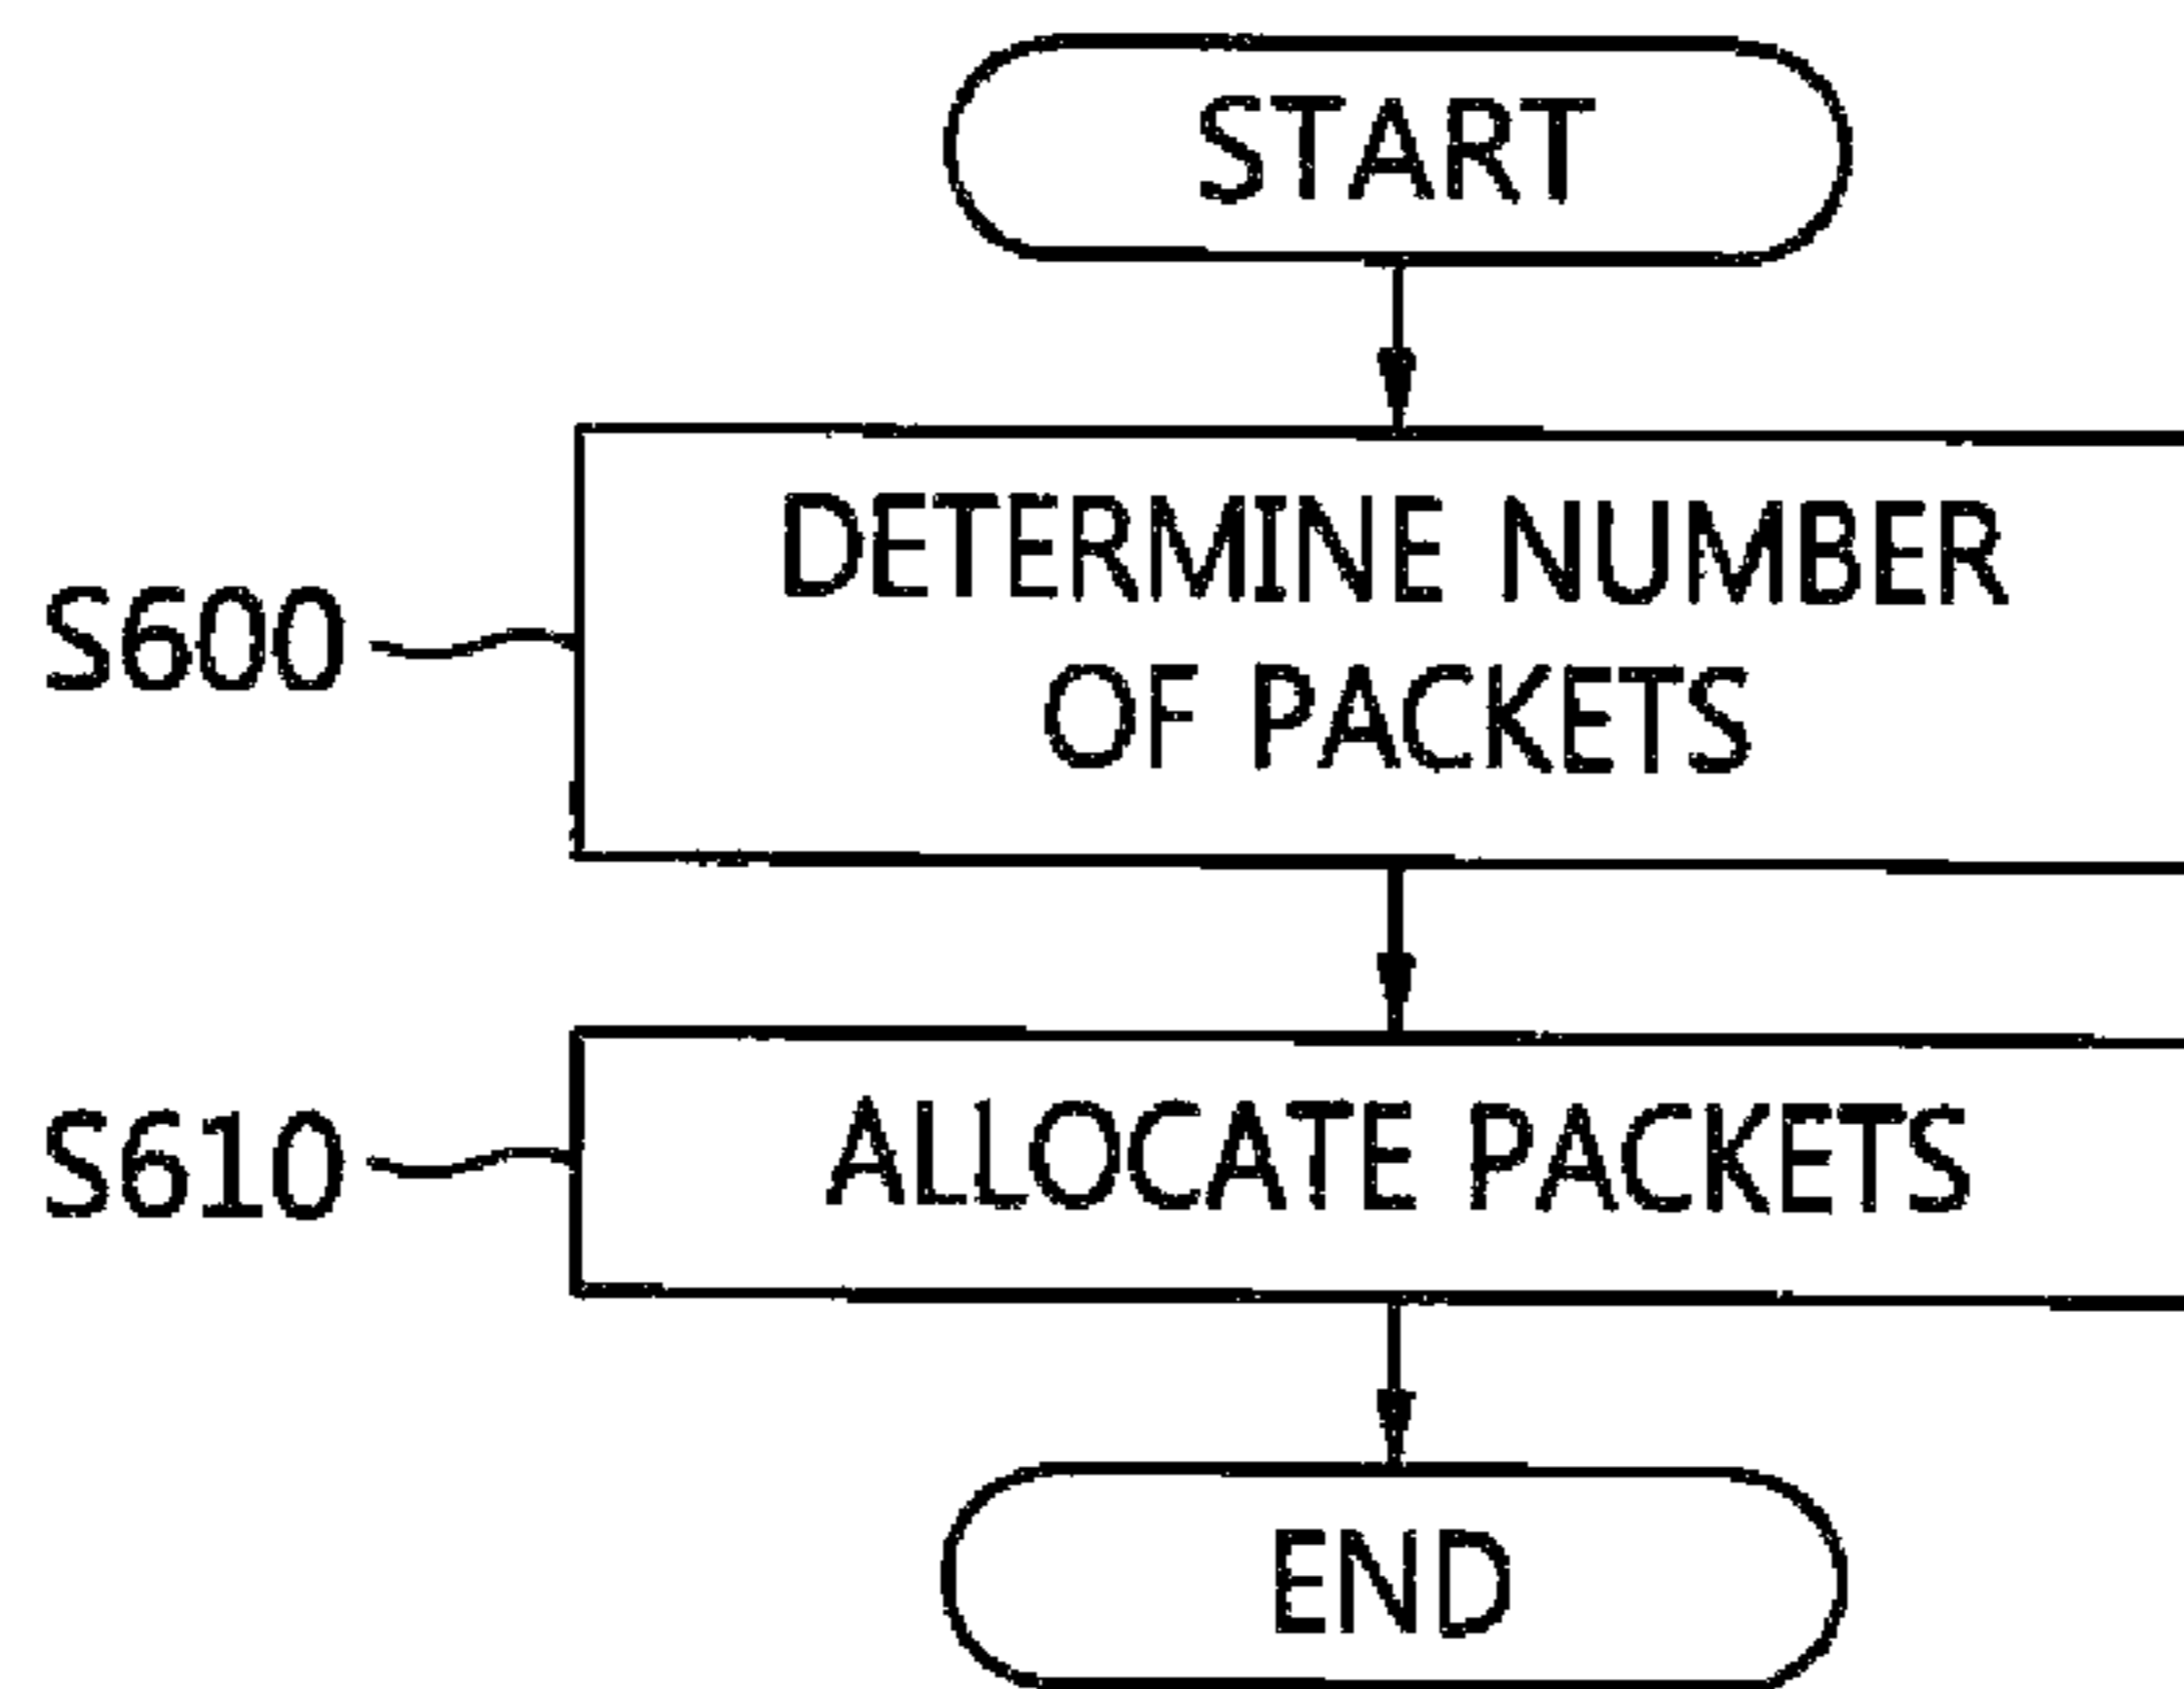 START
DETERMINE NUMBER
OF PACKETS
S600
ALLOCATE PACKETS
S610
END